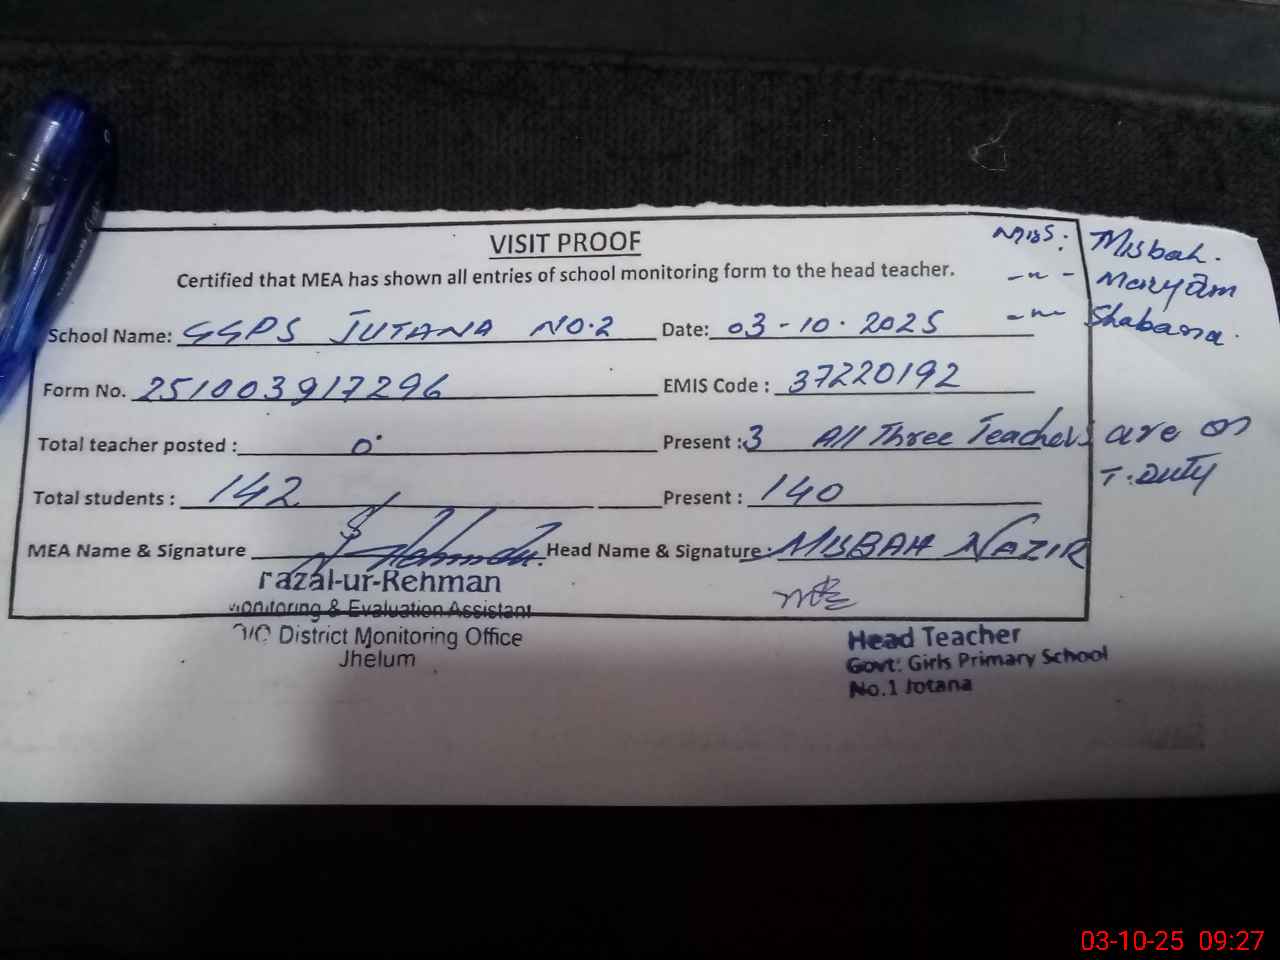 VISIT PROOF
Certified that MEA has shown all entries of school monitoring form to the head teacher.
Miss: Misbah.
-"- Maryam
-"- Shabana.
School Name: GGPS JUTANA NO.2 Date: 03-10-2025
Form No. 251003917296 EMIS Code: 37220192
Total teacher posted: 0 Present: 3 All Three Teachers are on
T. Duty
Total students: 142 Present: 140
MEA Name & Signature Head Name & Signature: MISBAH NAZIR
Fazal-ur-Rehman
Monitoring & Evaluation Assistant
O/O District Monitoring Office
Jhelum
Head Teacher
Govt: Girls Primary School
No.1 Jotana
03-10-25 09:27